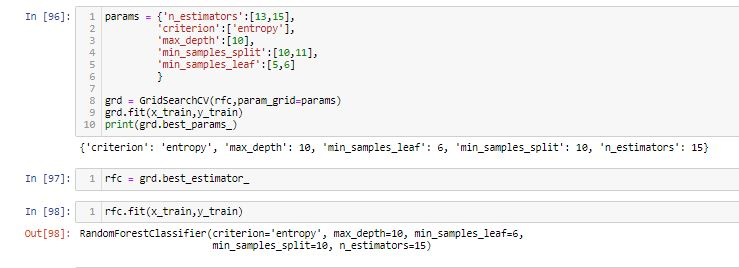 In [96]:
1 params = {'n_estimators':[13,15],
2 'criterion':['entropy'],
3 'max_depth':[10],
4 'min_samples_split':[10,11],
5 'min_samples_leaf':[5,6]
6 }
7
8 grd = GridSearchCV(rfc,param_grid=params)
9 grd.fit(x_train,y_train)
10 print(grd.best_params_)
{'criterion': 'entropy', 'max_depth': 10, 'min_samples_leaf': 6, 'min_samples_split': 10, 'n_estimators': 15}
In [97]: 1 rfc = grd.best_estimator_
In [98]: 1 rfc.fit(x_train,y_train)
Out[98]: RandomForestClassifier(criterion='entropy', max_depth=10, min_samples_leaf=6,
min_samples_split=10, n_estimators=15)